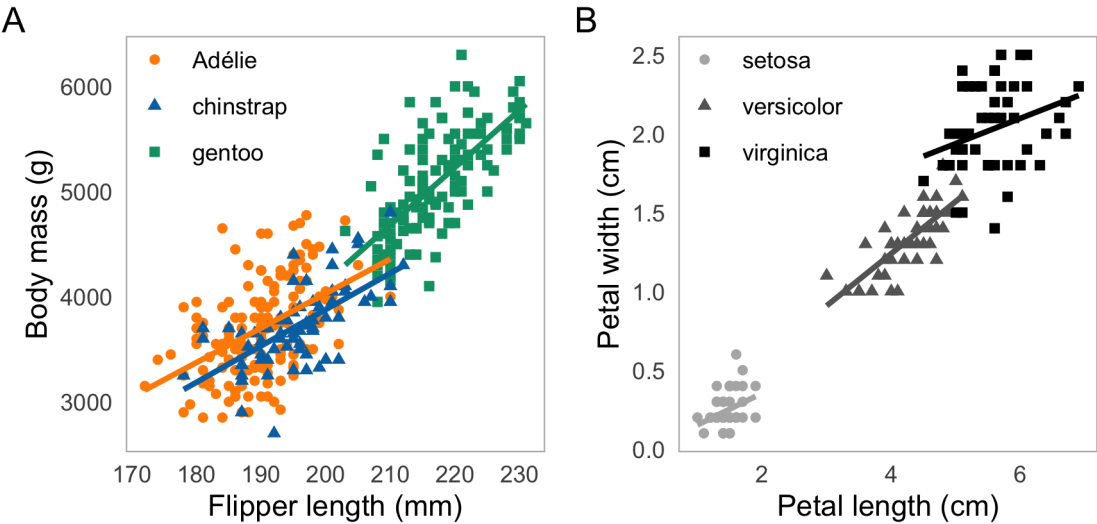 A
Adélie
chinstrap
gentoo
6000
5000
4000
3000
Body mass (g)
170 180 190 200 210 220 230
Flipper length (mm)
B
setosa
versicolor
virginica
2.5
2.0
1.5
1.0
0.5
0.0
Petal width (cm)
2 4 6
Petal length (cm)